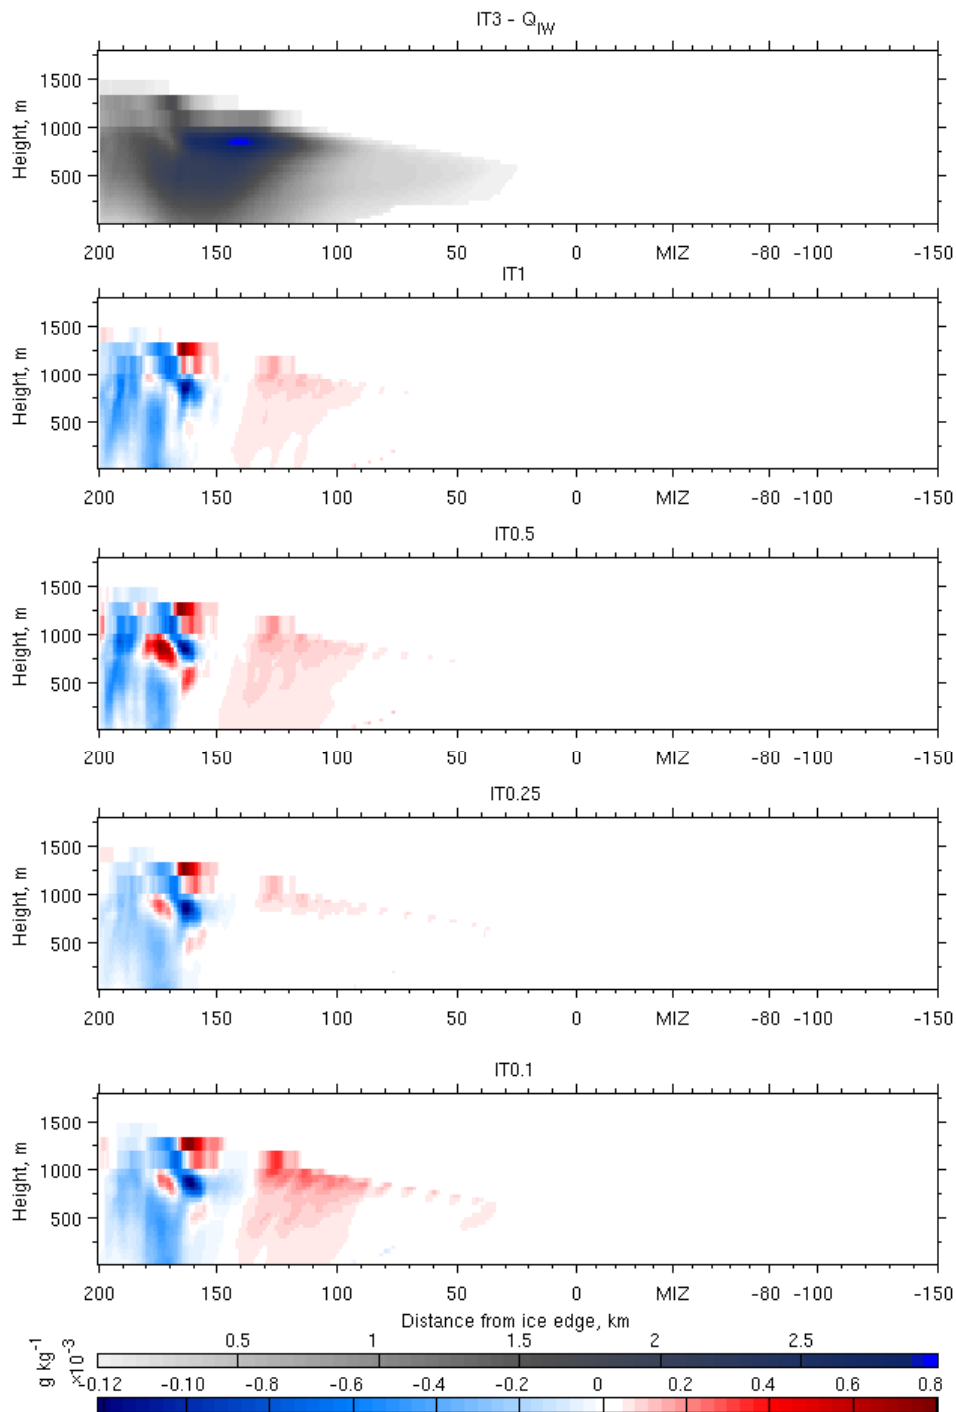 IT3 - Q_IW
1500
1000
500
Height, m
200 150 100 50 0 MIZ -80 -100 -150
IT1
1500
1000
500
Height, m
200 150 100 50 0 MIZ -80 -100 -150
IT0.5
1500
1000
500
Height, m
200 150 100 50 0 MIZ -80 -100 -150
IT0.25
1500
1000
500
Height, m
200 150 100 50 0 MIZ -80 -100 -150
IT0.1
1500
1000
500
Height, m
200 150 100 50 0 MIZ -80 -100 -150
Distance from ice edge, km
0.5 1 1.5 2 2.5
g kg⁻¹
×10⁻³
-0.12 -0.10 -0.8 -0.6 -0.4 -0.2 0 0.2 0.4 0.6 0.8